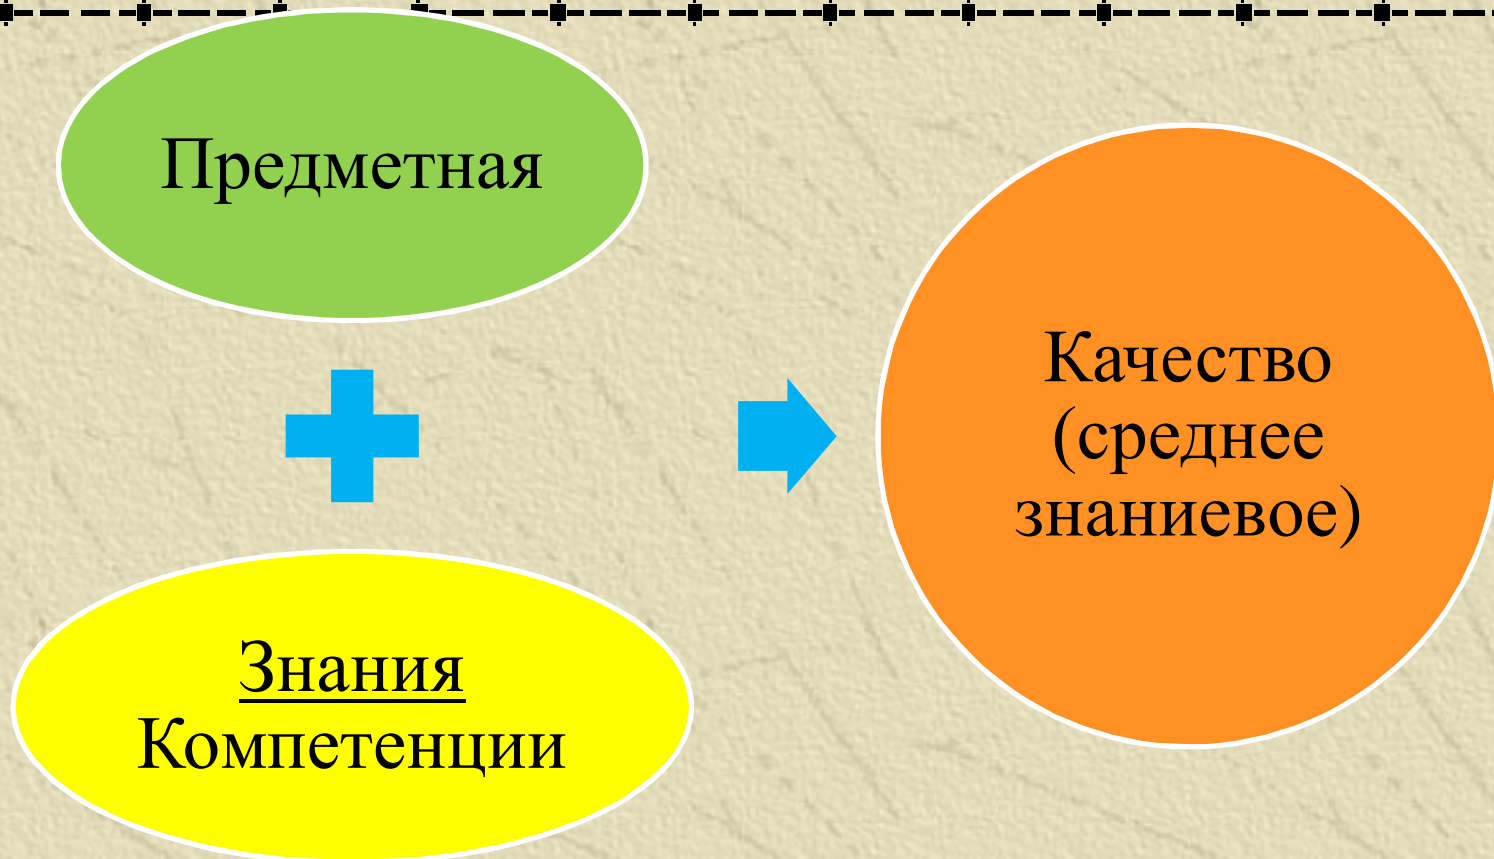 Предметная
Знания
Компетенции
Качество
(среднее
знаниевое)